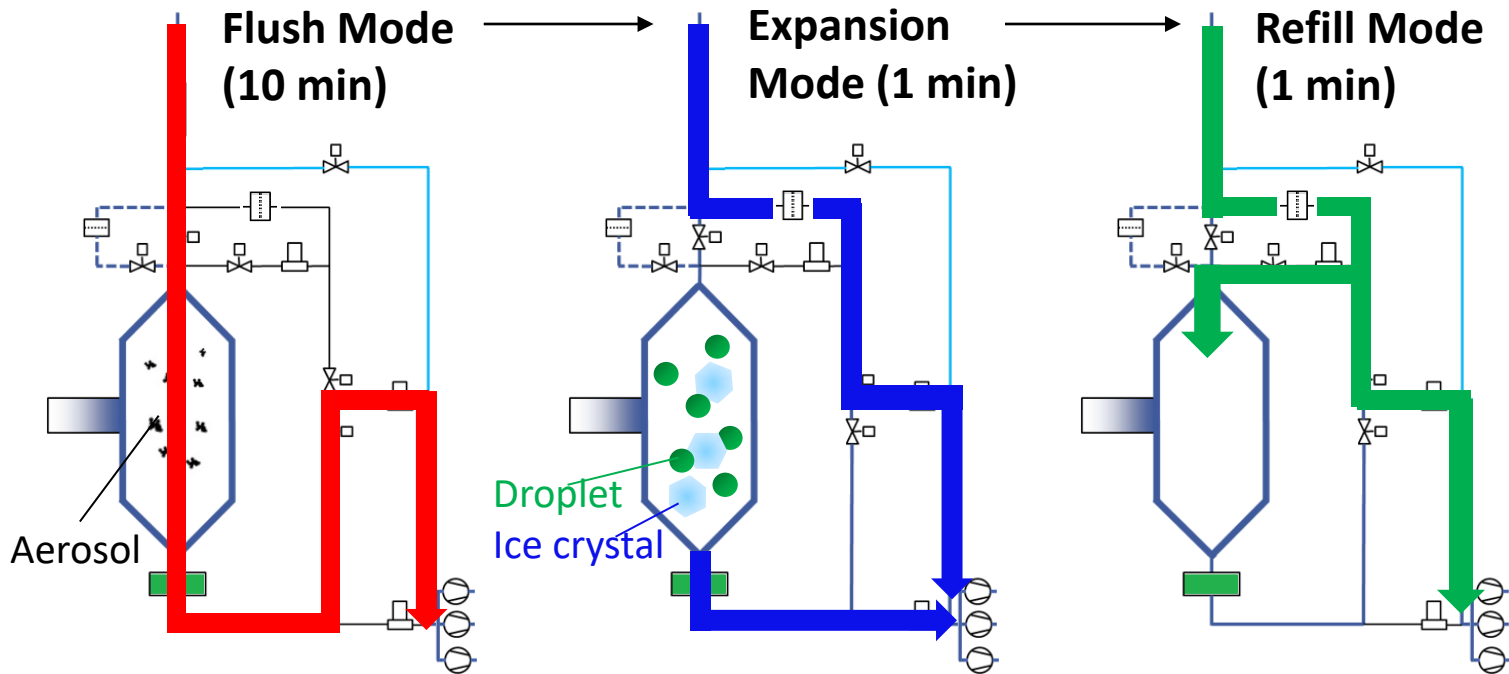 Flush Mode
(10 min)
Expansion
Mode (1 min)
Refill Mode
(1 min)
Aerosol
Droplet
Ice crystal